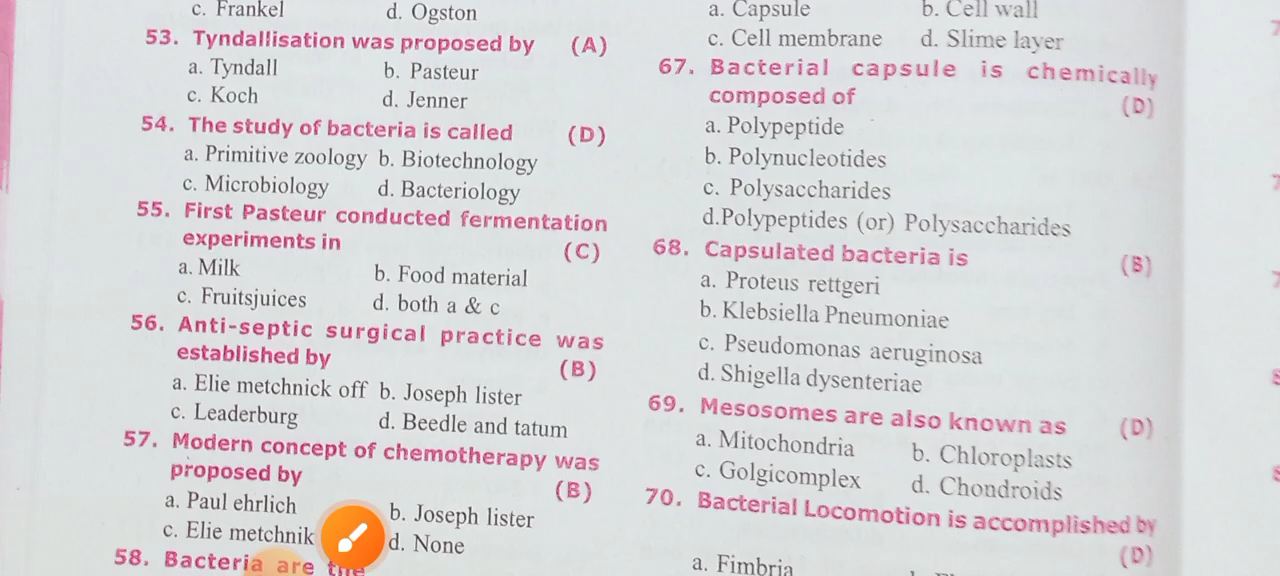 c. Frankel d. Ogston
53. Tyndallisation was proposed by (A)
a. Tyndall b. Pasteur
c. Koch d. Jenner
54. The study of bacteria is called (D)
a. Primitive zoology b. Biotechnology
c. Microbiology d. Bacteriology
55. First Pasteur conducted fermentation
experiments in (C)
a. Milk b. Food material
c. Fruitsjuices d. both a & c
56. Anti-septic surgical practice was
established by (B)
a. Elie metchnick off b. Joseph lister
c. Leaderburg d. Beedle and tatum
57. Modern concept of chemotherapy was
proposed by (B)
a. Paul ehrlich b. Joseph lister
c. Elie metchnik d. None
58. Bacteria are the
a. Capsule b. Cell wall
c. Cell membrane d. Slime layer
67. Bacterial capsule is chemically
composed of (D)
a. Polypeptide
b. Polynucleotides
c. Polysaccharides
d.Polypeptides (or) Polysaccharides
68. Capsulated bacteria is (B)
a. Proteus rettgeri
b. Klebsiella Pneumoniae
c. Pseudomonas aeruginosa
d. Shigella dysenteriae
69. Mesosomes are also known as (D)
a. Mitochondria b. Chloroplasts
c. Golgicomplex d. Chondroids
70. Bacterial Locomotion is accomplished by
(D)
a. Fimbria